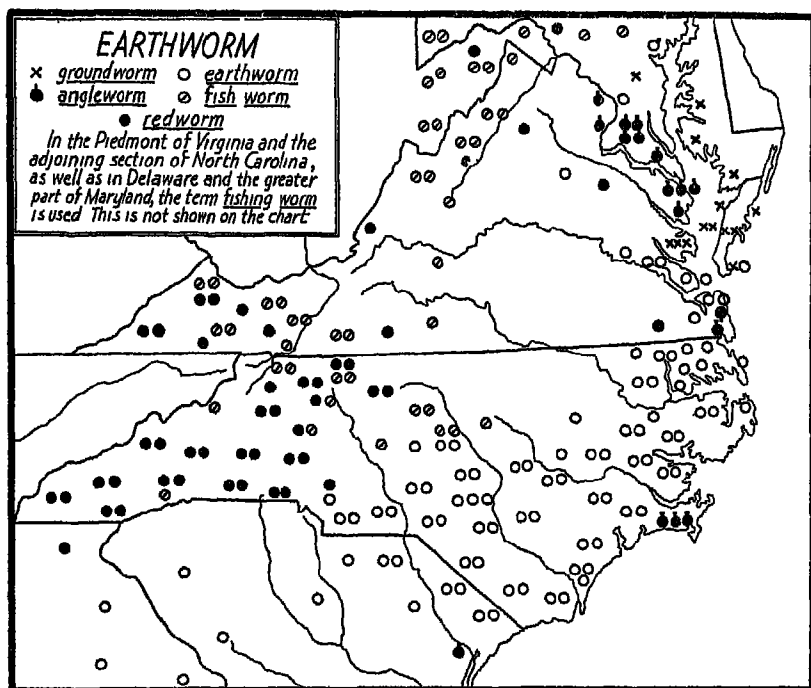 EARTHWORM
groundworm earthworm
angleworm fish worm
redworm
In the Piedmont of Virginia and the
adjoining section of North Carolina,
as well as in Delaware and the greater
part of Maryland, the term fishing worm
is used This is not shown on the chart